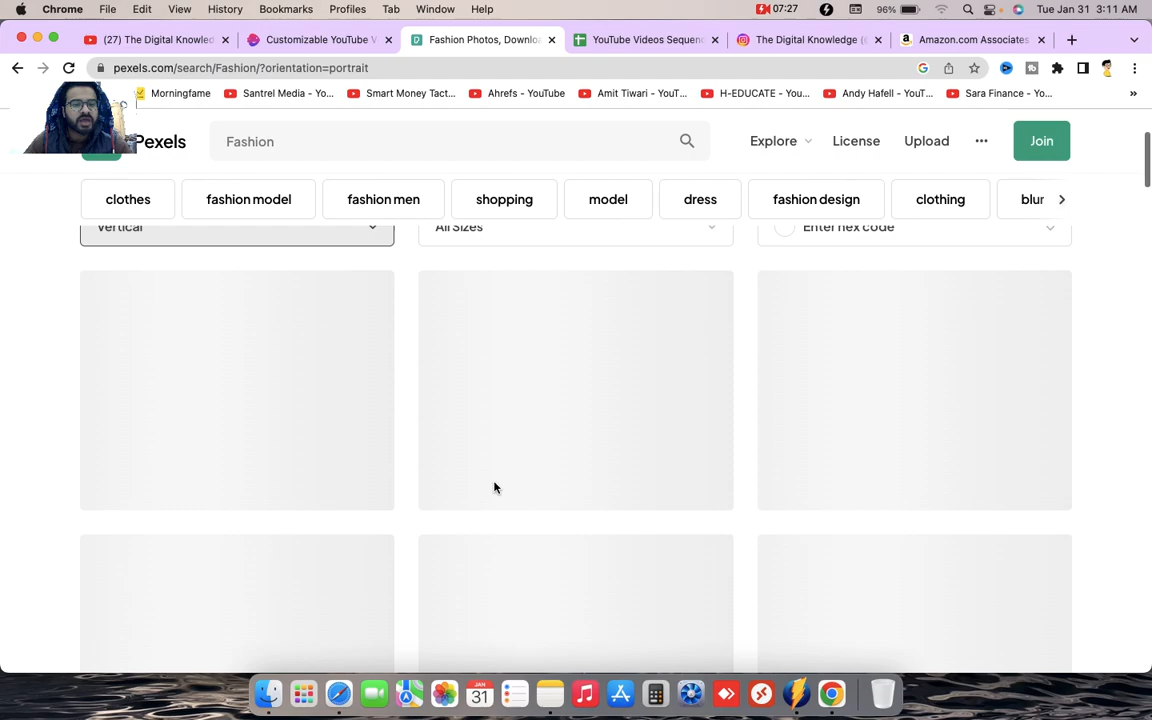 Chrome File Edit View History Bookmarks Profiles Tab Window Help 07:27 96% Tue Jan 31 3:11 AM
(27) The Digital Knowled Customizable YouTube V Fashion Photos, Downlo YouTube Videos Sequen The Digital Knowledge ( Amazon.com Associates
pexels.com/search/Fashion/?orientation=portrait
Morningfame Santrel Media - Yo... Smart Money Tact... Ahrefs - YouTube Amit Tiwari - YouT... H-EDUCATE - You... Andy Hafell - YouT... Sara Finance - Yo...
Pexels Fashion Explore License Upload Join
clothes fashion model fashion men shopping model dress fashion design clothing blur
Vertical All Sizes Enter hex code
JAN
31